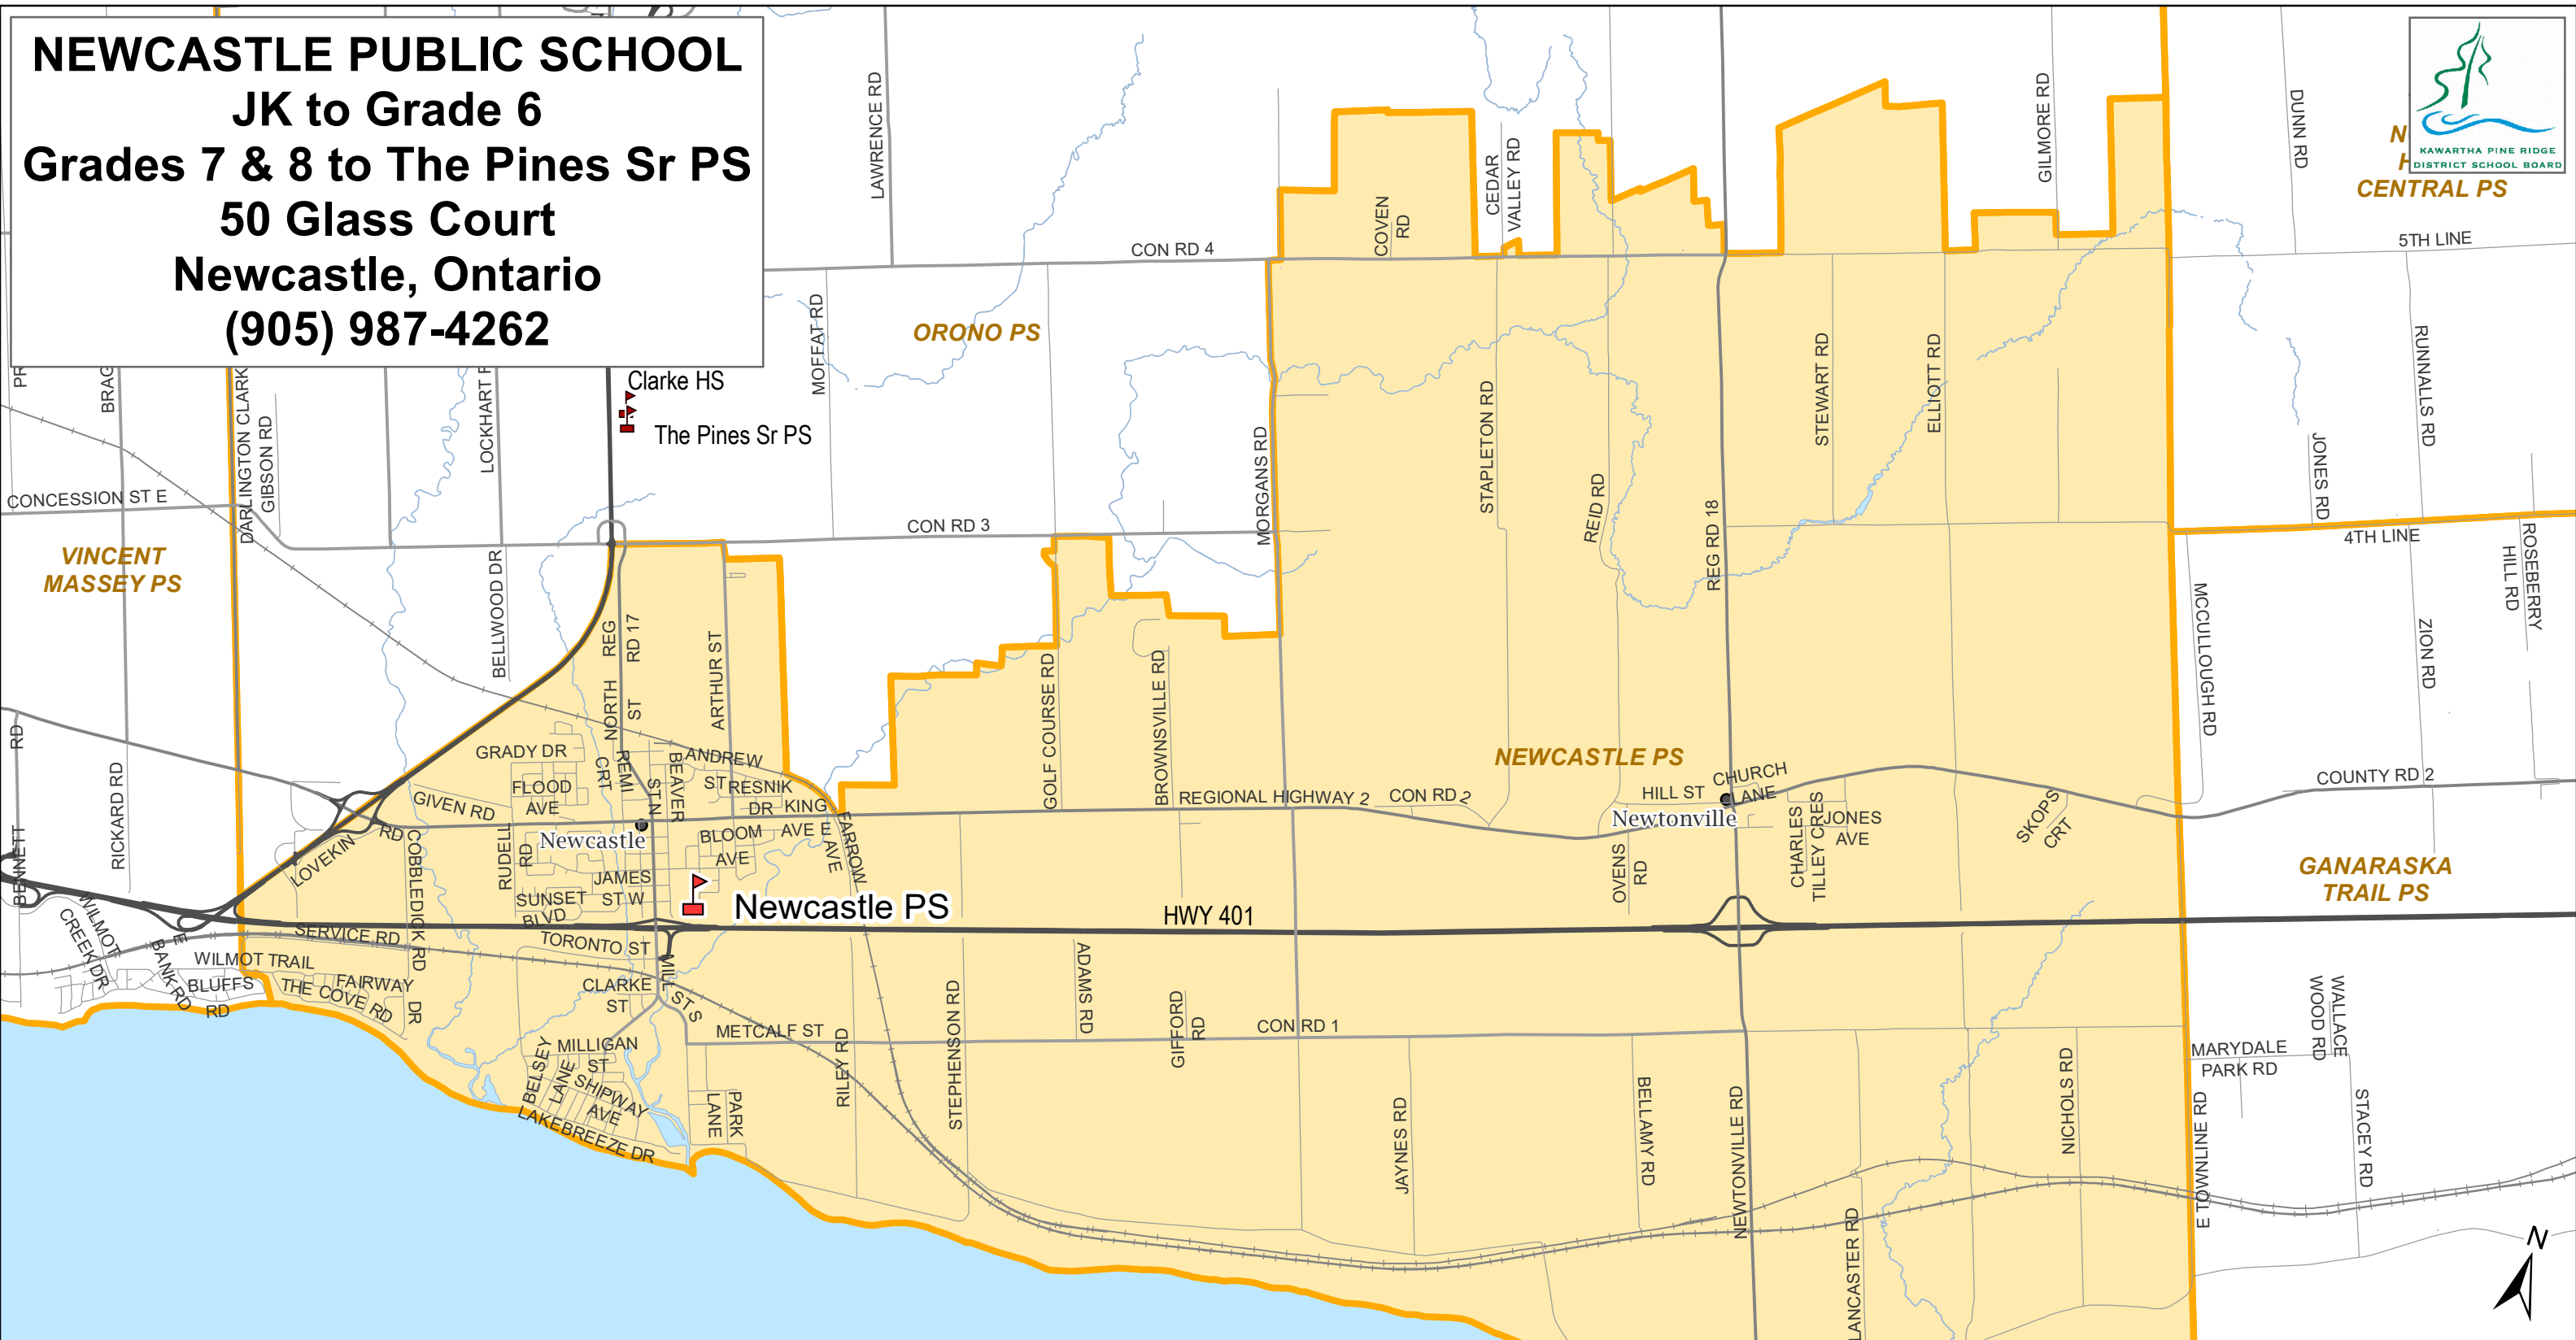 NEWCASTLE PUBLIC SCHOOL
JK to Grade 6
Grades 7 & 8 to The Pines Sr PS
50 Glass Court
Newcastle, Ontario
(905) 987-4262
KAWARTHA PINE RIDGE
DISTRICT SCHOOL BOARD
CENTRAL PS
LAWRENCE RD
CON RD 4
COVEN
RD
CEDAR
VALLEY RD
GILMORE RD
DUNN RD
5TH LINE
MOFFAT RD
ORONO PS
Clarke HS
The Pines Sr PS
DARLINGTON CLARK
GIBSON RD
LOCKHART
CONCESSION ST E
VINCENT
MASSEY PS
BELLWOOD DR
CON RD 3
MORGANS RD
STAPLETON RD
REID RD
REG RD 18
STEWART RD
ELLIOTT RD
RUNNALLS RD
JONES RD
4TH LINE
ROSEBERRY
HILL RD
MCCULLOUGH RD
ZION RD
NORTH
ST
REG
RD 17
ARTHUR ST
GOLF COURSE RD
BROWNSVILLE RD
NEWCASTLE PS
RD
RICKARD RD
BENNETT
GRADY DR
FLOOD
AVE
GIVEN RD
REMI
CRT
ST N
BEAVER
ANDREW
ST
RESNIK
DR
KING
AVE E
BLOOM
AVE
FARROW
AVE
REGIONAL HIGHWAY 2
CON RD 2
HILL ST
CHURCH
LANE
Newtonville
CHARLES
TILLEY CRES
JONES
AVE
SKOPS
CRT
COUNTY RD 2
GANARASKA
TRAIL PS
Newcastle
LOVEKIN
RD
COBBLEDICK RD
RUDELL
RD
JAMES
ST W
SUNSET
BLVD
Newcastle PS
HWY 401
OVENS
RD
SERVICE RD
TORONTO ST
WILMOT
CREEK DR
E
BANK RD
WILMOT TRAIL
BLUFFS
RD
FAIRWAY
DR
THE COVE RD
CLARKE
ST
MILL ST S
METCALF ST
MILLIGAN
ST
BELSEY
LANE
SHIPWAY
AVE
LAKEBREEZE DR
PARK
LANE
RILEY RD
STEPHENSON RD
ADAMS RD
GIFFORD
RD
CON RD 1
JAYNES RD
BELLAMY RD
NEWTONVILLE RD
LANCASTER RD
NICHOLS RD
E TOWNLINE RD
MARYDALE
PARK RD
WALLACE
WOOD RD
STACEY RD
N